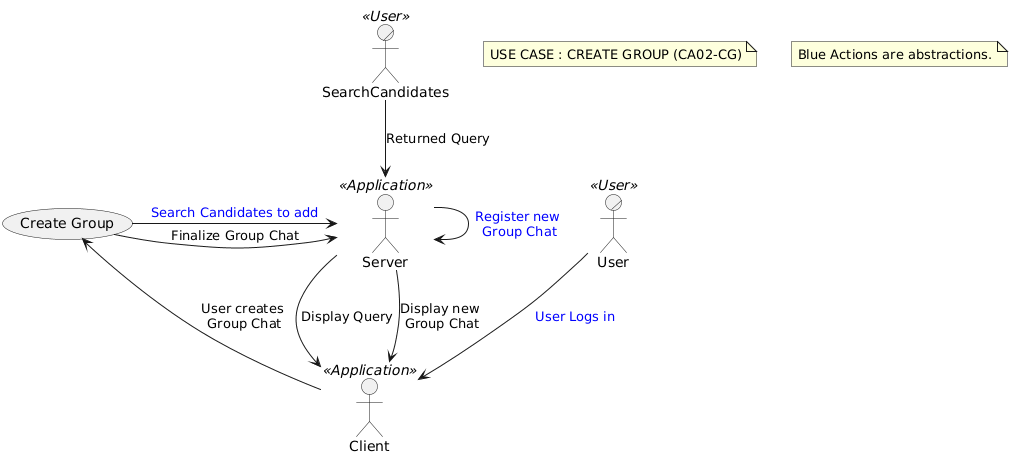 «User»
SearchCandidates
USE CASE : CREATE GROUP (CA02-CG)
Blue Actions are abstractions.
Returned Query
«Application»
Server
«User»
User
Create Group
Search Candidates to add
Finalize Group Chat
Register new
Group Chat
User creates
Group Chat
Display Query
Display new
Group Chat
User Logs in
«Application»
Client